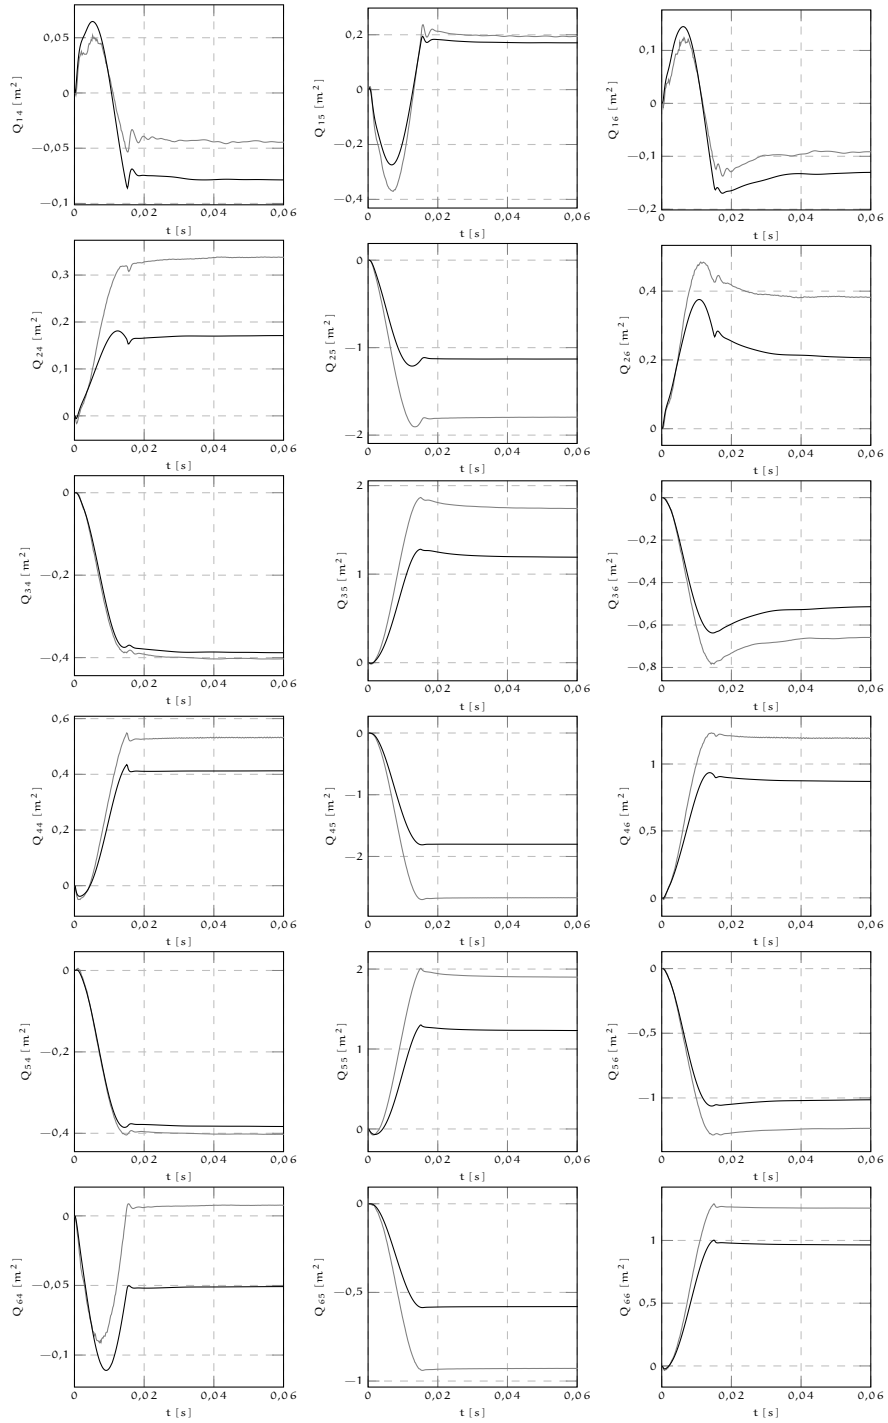 0,05
0
−0,05
−0,1
Q14 [m²]
0 0,02 0,04 0,06
t [s]
0,2
0
−0,2
−0,4
Q15 [m²]
0 0,02 0,04 0,06
t [s]
0,1
0
−0,1
−0,2
Q16 [m²]
0 0,02 0,04 0,06
t [s]
0,3
0,2
0,1
0
Q24 [m²]
0 0,02 0,04 0,06
t [s]
0
−1
−2
Q25 [m²]
0 0,02 0,04 0,06
t [s]
0,4
0,2
0
Q26 [m²]
0 0,02 0,04 0,06
t [s]
0
−0,2
−0,4
Q34 [m²]
0 0,02 0,04 0,06
t [s]
2
1
0
Q35 [m²]
0 0,02 0,04 0,06
t [s]
0
−0,2
−0,4
−0,6
−0,8
Q36 [m²]
0 0,02 0,04 0,06
t [s]
0,6
0,4
0,2
0
Q44 [m²]
0 0,02 0,04 0,06
t [s]
0
−1
−2
Q45 [m²]
0 0,02 0,04 0,06
t [s]
1
0,5
0
Q46 [m²]
0 0,02 0,04 0,06
t [s]
0
−0,2
−0,4
Q54 [m²]
0 0,02 0,04 0,06
t [s]
2
1
0
Q55 [m²]
0 0,02 0,04 0,06
t [s]
0
−0,5
−1
Q56 [m²]
0 0,02 0,04 0,06
t [s]
0
−0,05
−0,1
Q64 [m²]
0 0,02 0,04 0,06
t [s]
0
−0,5
−1
Q65 [m²]
0 0,02 0,04 0,06
t [s]
1
0,5
0
Q66 [m²]
0 0,02 0,04 0,06
t [s]